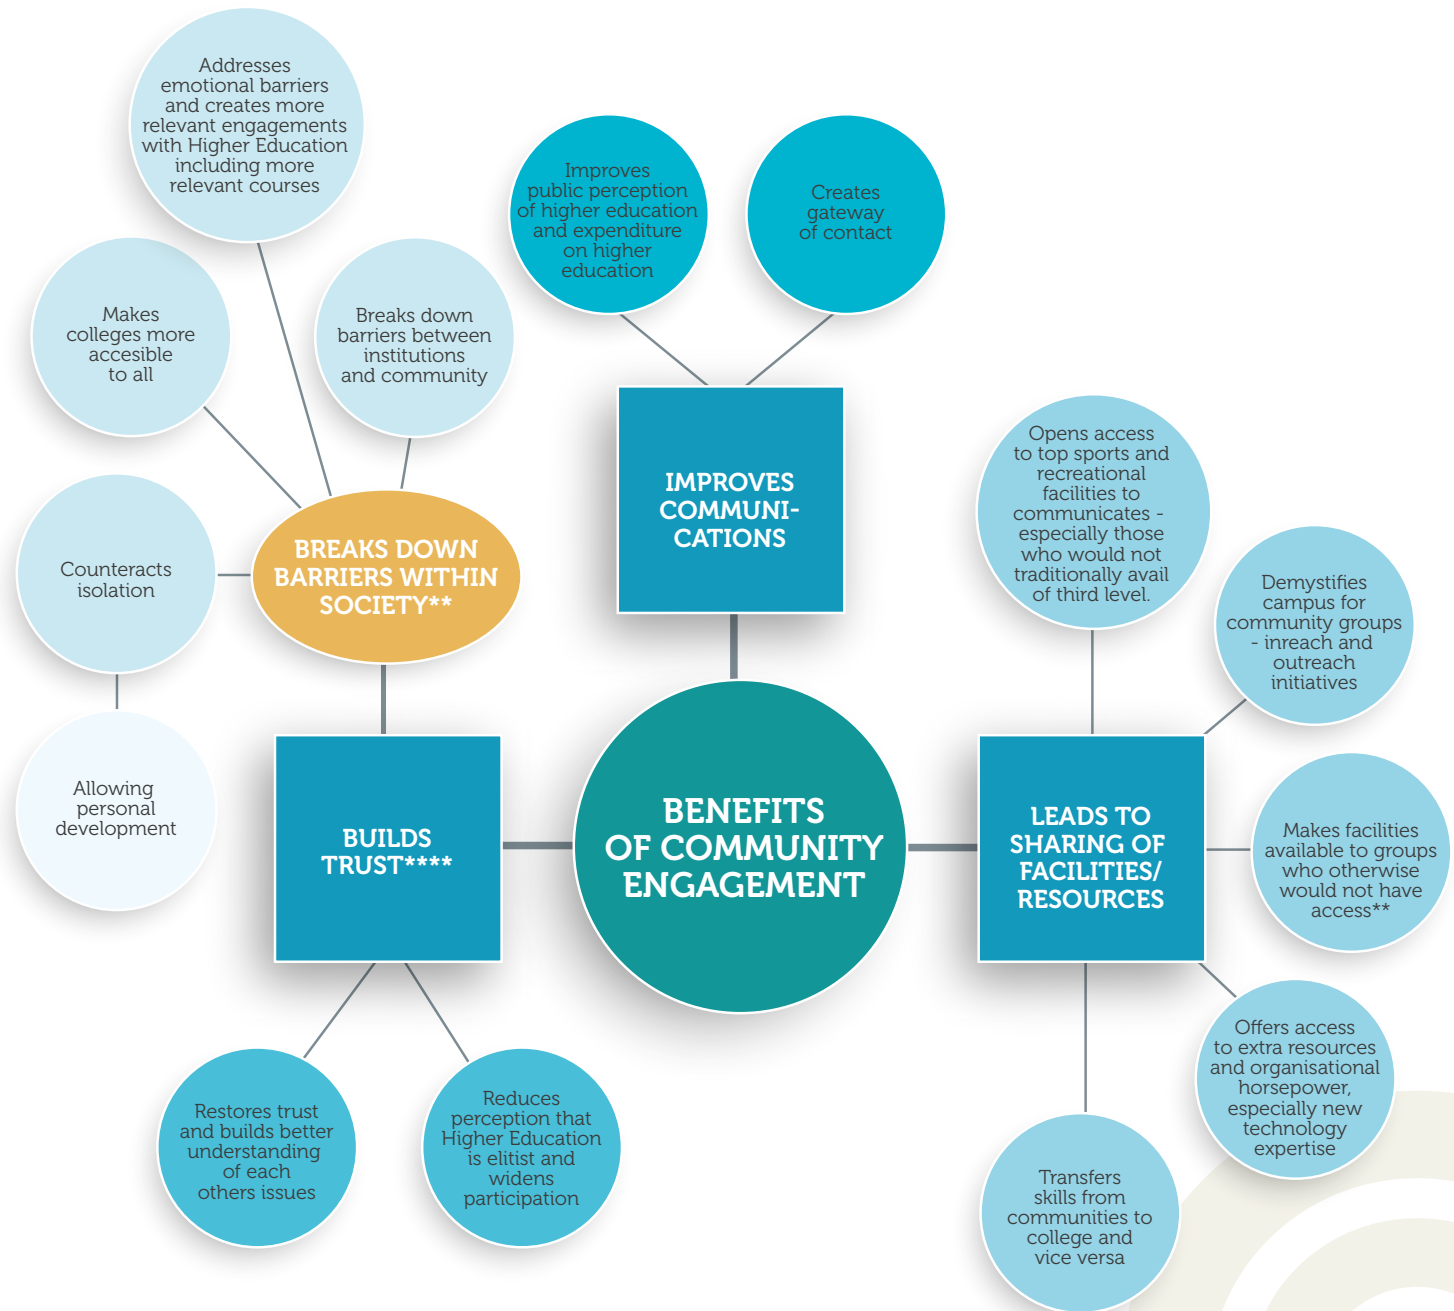 Addresses
emotional barriers
and creates more
relevant engagements
with Higher Education
including more
relevant courses
Improves
public perception
of higher education
and expenditure
on higher
education
Creates
gateway
of contact
Makes
colleges more
accesible
to all
Breaks down
barriers between
institutions
and community
Counteracts
isolation
BREAKS DOWN
BARRIERS WITHIN
SOCIETY**
IMPROVES
COMMUNI-
CATIONS
Opens access
to top sports and
recreational
facilities to
communicates -
especially those
who would not
traditionally avail
of third level.
Demystifies
campus for
community groups
- inreach and
outreach
initiatives
Allowing
personal
development
BUILDS
TRUST****
BENEFITS
OF COMMUNITY
ENGAGEMENT
LEADS TO
SHARING OF
FACILITIES/
RESOURCES
Makes facilities
available to groups
who otherwise
would not have
access**
Restores trust
and builds better
understanding
of each
others issues
Reduces
perception that
Higher Education
is elitist and
widens
participation
Offers access
to extra resources
and organisational
horsepower,
especially new
technology
expertise
Transfers
skills from
communities to
college and
vice versa